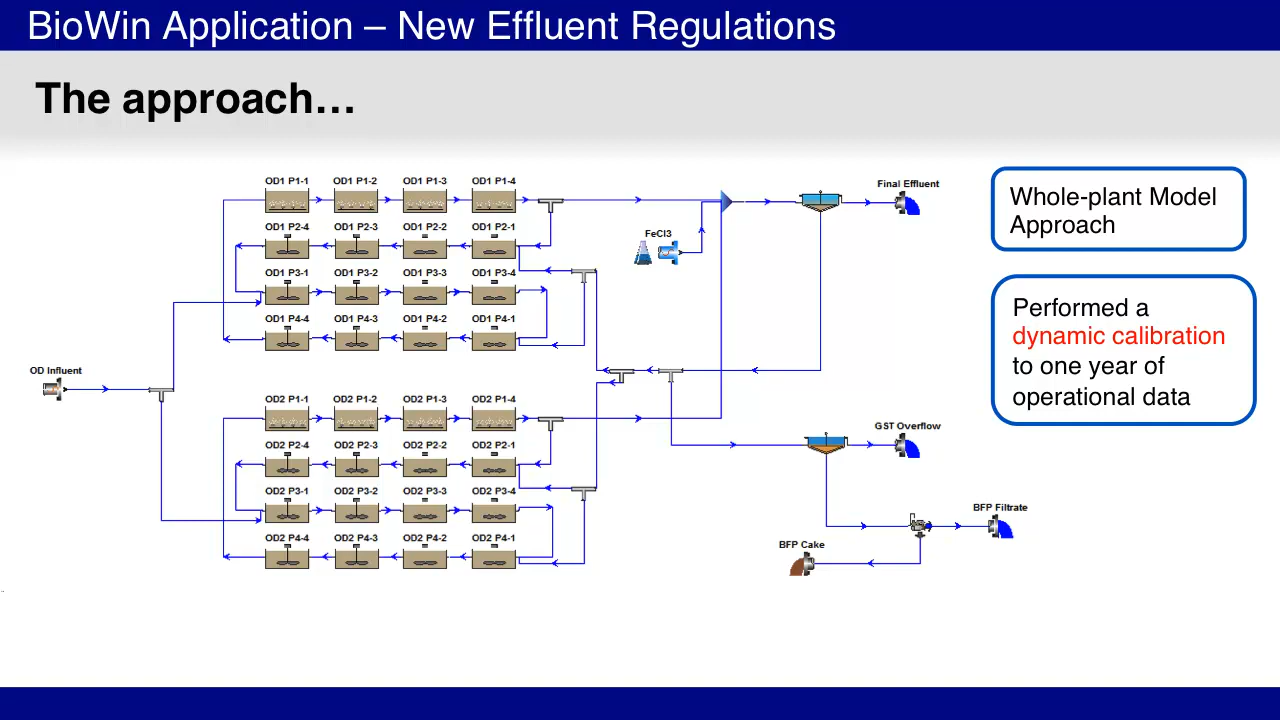 BioWin Application – New Effluent Regulations
The approach…
OD1 P1-1 OD1 P1-2 OD1 P1-3 OD1 P1-4
Final Effluent
Whole-plant Model
Approach
OD1 P2-4 OD1 P2-3 OD1 P2-2 OD1 P2-1
FeCl3
OD1 P3-1 OD1 P3-2 OD1 P3-3 OD1 P3-4
OD1 P4-4 OD1 P4-3 OD1 P4-2 OD1 P4-1
Performed a
dynamic calibration
to one year of
operational data
OD Influent
OD2 P1-1 OD2 P1-2 OD2 P1-3 OD2 P1-4
GST Overflow
OD2 P2-4 OD2 P2-3 OD2 P2-2 OD2 P2-1
OD2 P3-1 OD2 P3-2 OD2 P3-3 OD2 P3-4
BFP Filtrate
OD2 P4-4 OD2 P4-3 OD2 P4-2 OD2 P4-1
BFP Cake